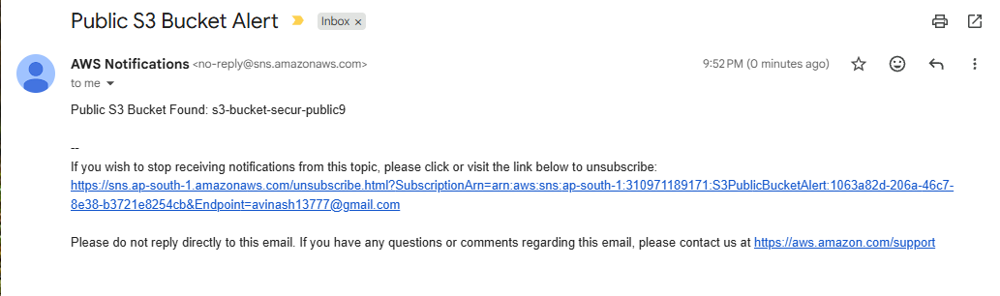 Public S3 Bucket Alert
Inbox ×
AWS Notifications <no-reply@sns.amazonaws.com>
9:52 PM (0 minutes ago)
to me
Public S3 Bucket Found: s3-bucket-secur-public9
--
If you wish to stop receiving notifications from this topic, please click or visit the link below to unsubscribe:
https://sns.ap-south-1.amazonaws.com/unsubscribe.html?SubscriptionArn=arn:aws:sns:ap-south-1:310971189171:S3PublicBucketAlert:1063a82d-206a-46c7-
8e38-b3721e8254cb&Endpoint=avinash13777@gmail.com
Please do not reply directly to this email. If you have any questions or comments regarding this email, please contact us at https://aws.amazon.com/support